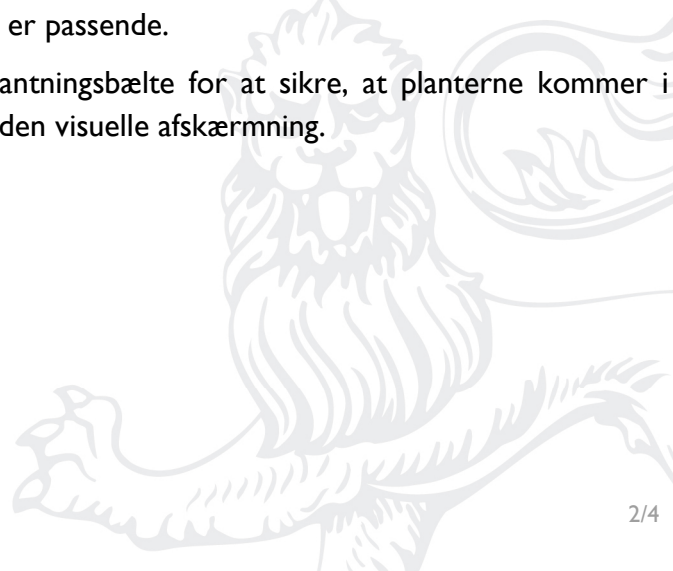 er passende.
antningsbælte for at sikre, at planterne kommer i
den visuelle afskærmning.
2/4